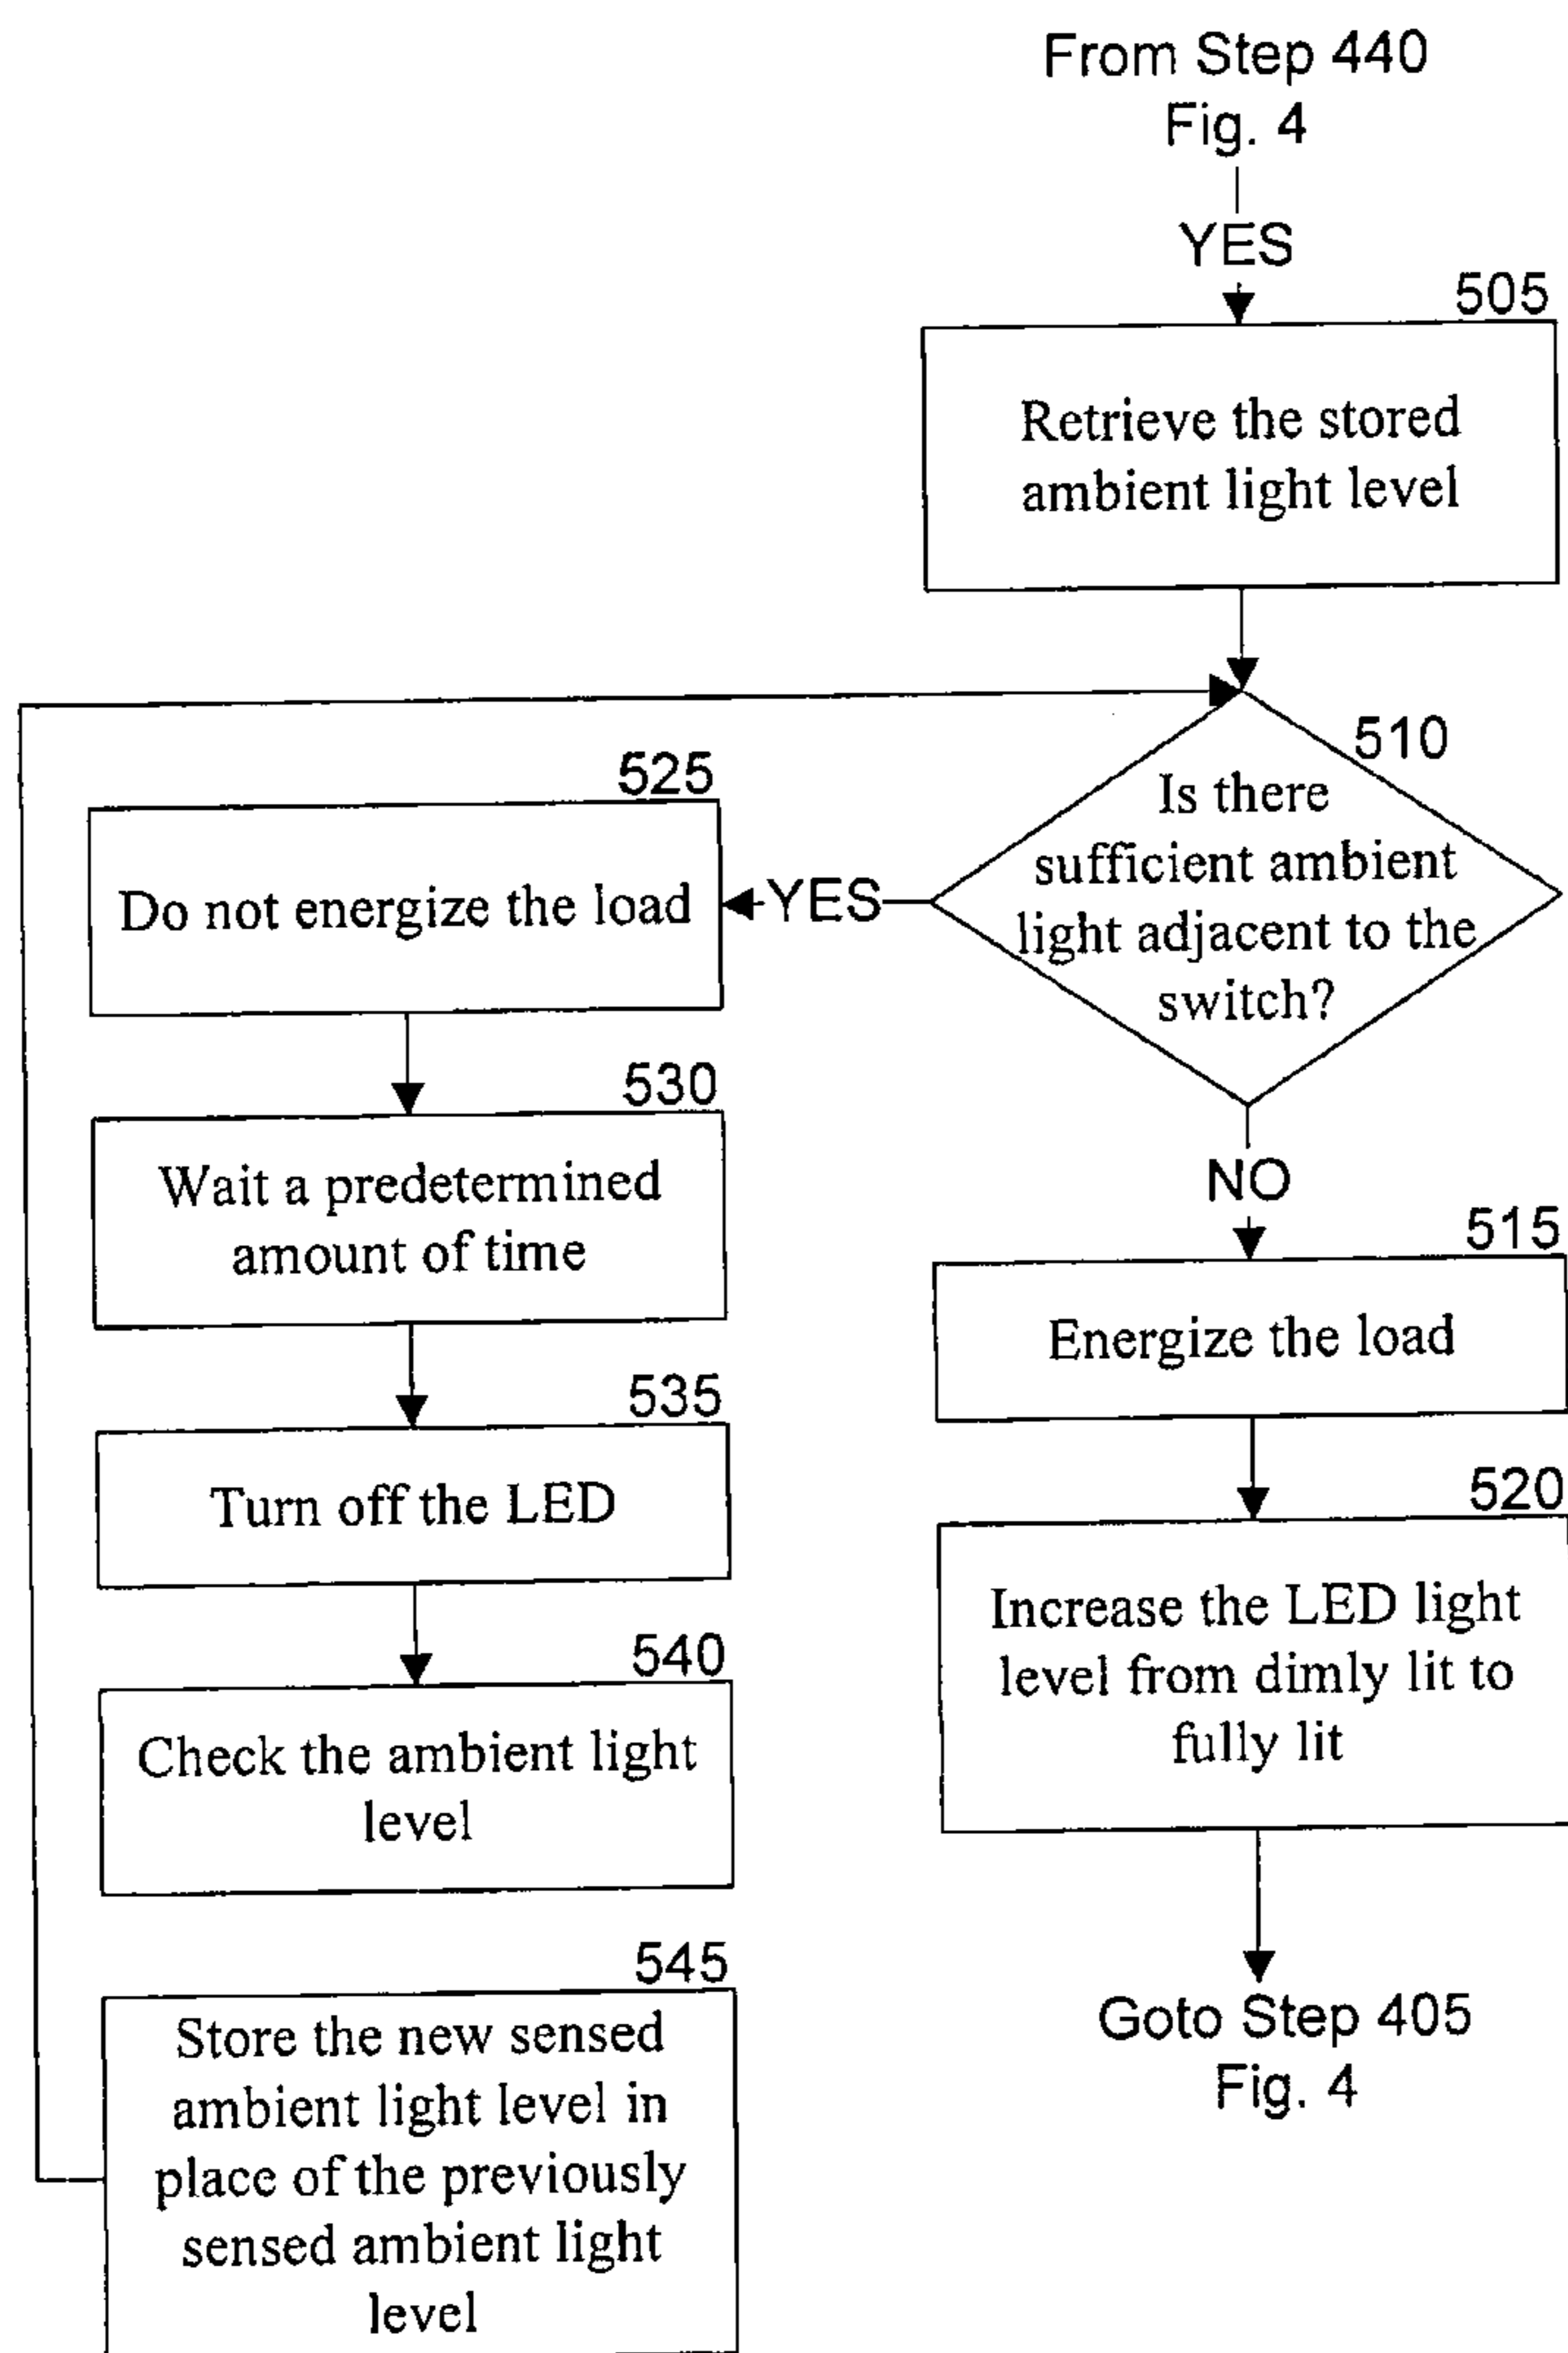 From Step 440
Fig. 4
YES
505
Retrieve the stored
ambient light level
510
Is there
sufficient ambient
light adjacent to the
switch?
YES
525
Do not energize the load
530
Wait a predetermined
amount of time
535
Turn off the LED
540
Check the ambient light
level
545
Store the new sensed
ambient light level in
place of the previously
sensed ambient light
level
NO
515
Energize the load
520
Increase the LED light
level from dimly lit to
fully lit
Goto Step 405
Fig. 4